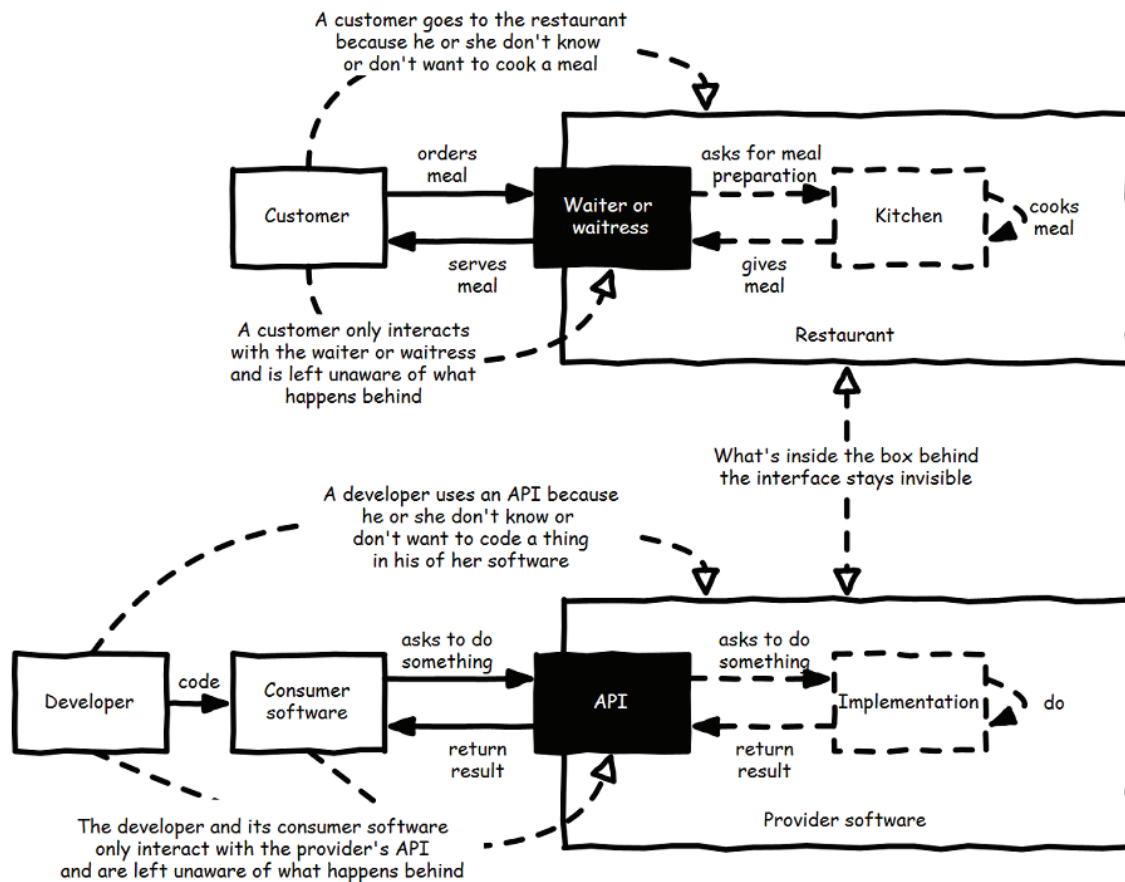 A customer goes to the restaurant
because he or she don't know
or don't want to cook a meal
orders
meal
asks for meal
preparation
Customer
Waiter or
waitress
Kitchen
cooks
meal
serves
meal
gives
meal
A customer only interacts
with the waiter or waitress
and is left unaware of what
happens behind
Restaurant
What's inside the box behind
the interface stays invisible
A developer uses an API because
he or she don't know or
don't want to code a thing
in his of her software
asks to do
something
asks to do
something
Developer
code
Consumer
software
API
Implementation
do
return
result
return
result
Provider software
The developer and its consumer software
only interact with the provider's API
and are left unaware of what happens behind